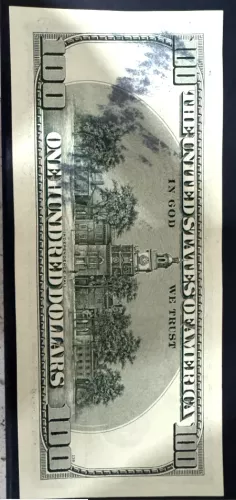 THE UNITED STATES OF AMERICA
100
100
IN GOD WE TRUST
ONE HUNDRED DOLLARS
100
100